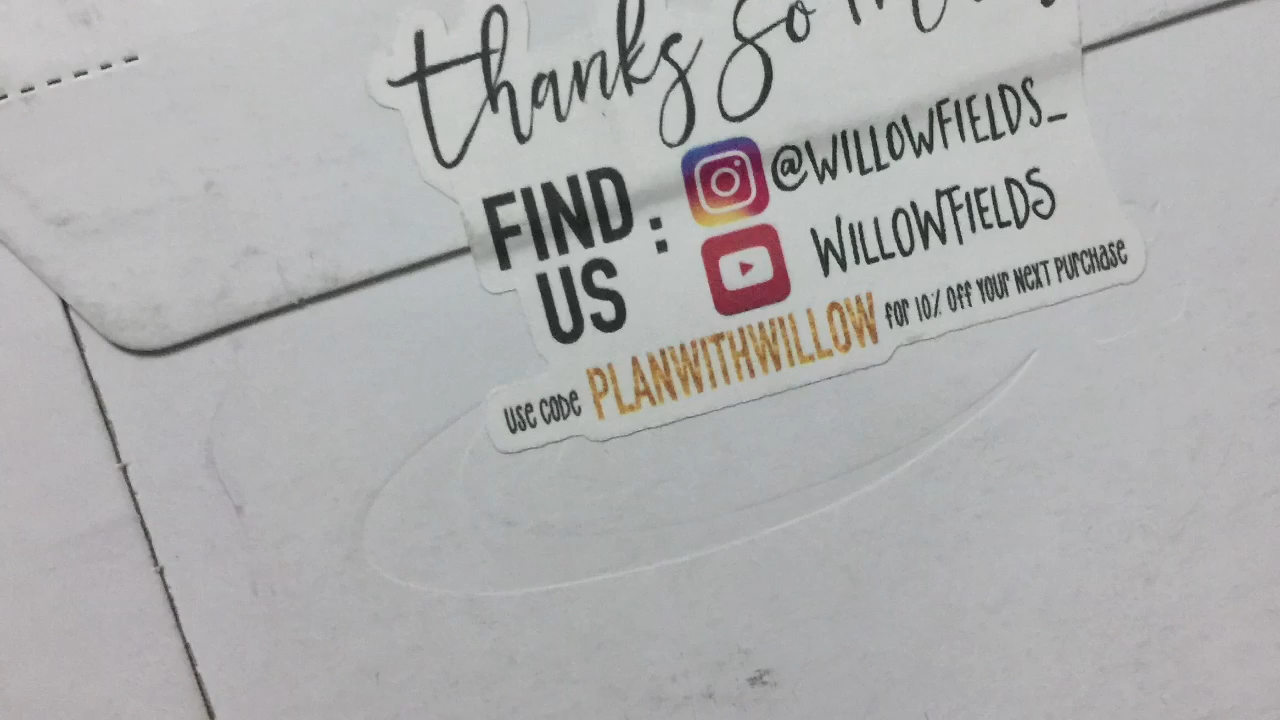 thanks so
FIND US :
@WILLOWFIELDS_
WILLOWFIELDS
USE CODE PLANWITHWILLOW for 10% Off YOUR NEXT PURCHASE